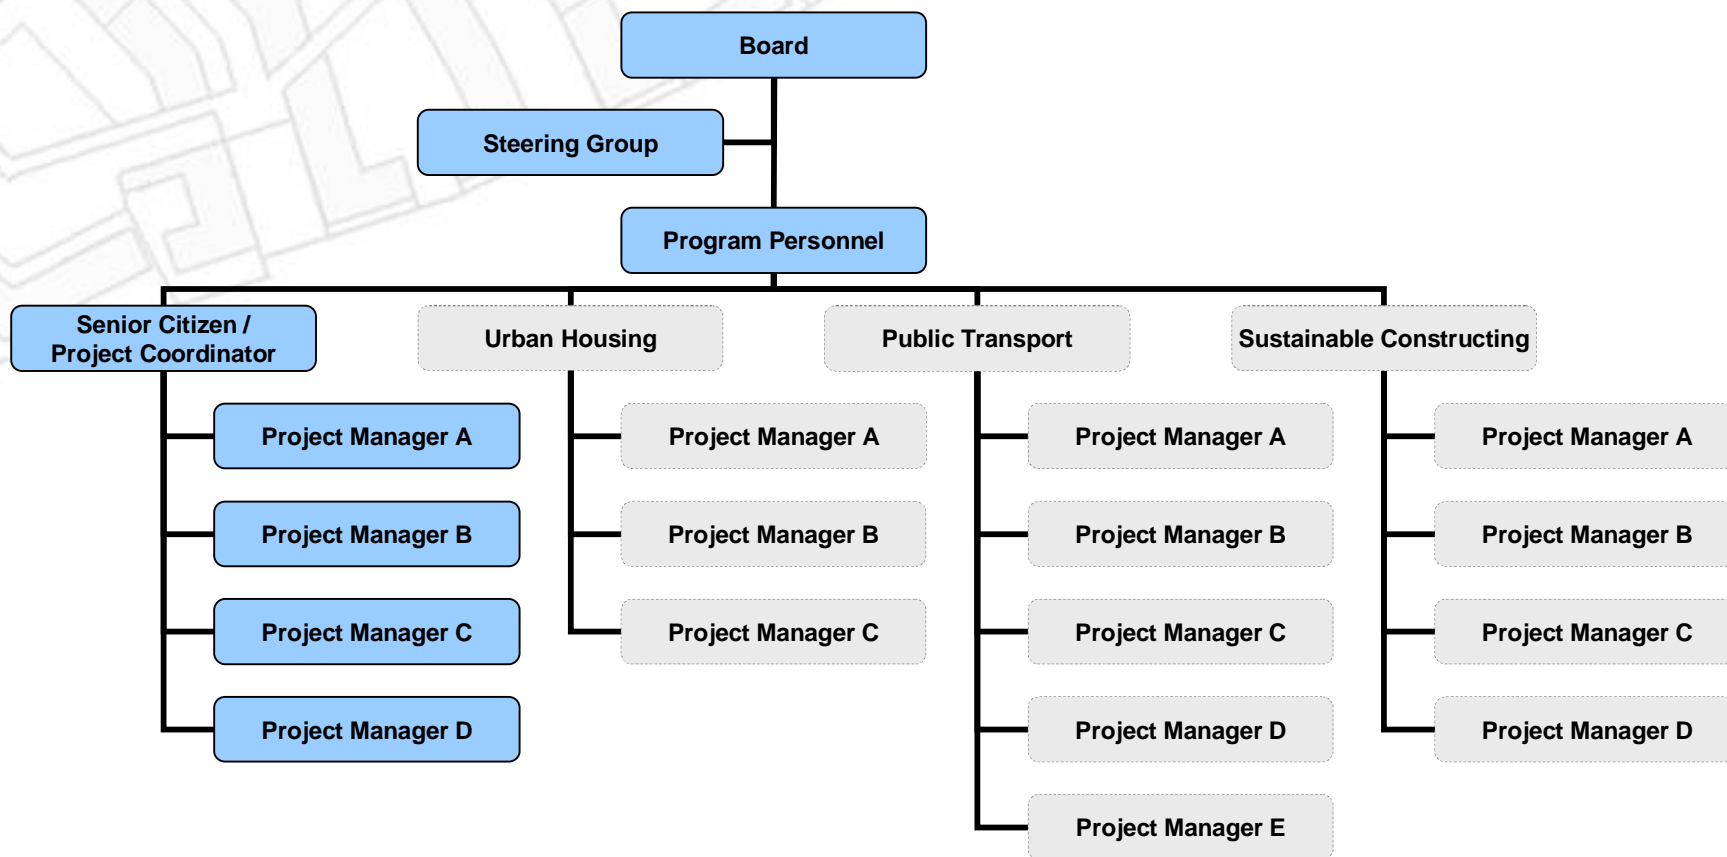 Board
Steering Group
Program Personnel
Senior Citizen /
Project Coordinator
Urban Housing
Public Transport
Sustainable Constructing
Project Manager A
Project Manager A
Project Manager A
Project Manager A
Project Manager B
Project Manager B
Project Manager B
Project Manager B
Project Manager C
Project Manager C
Project Manager C
Project Manager C
Project Manager D
Project Manager D
Project Manager D
Project Manager E